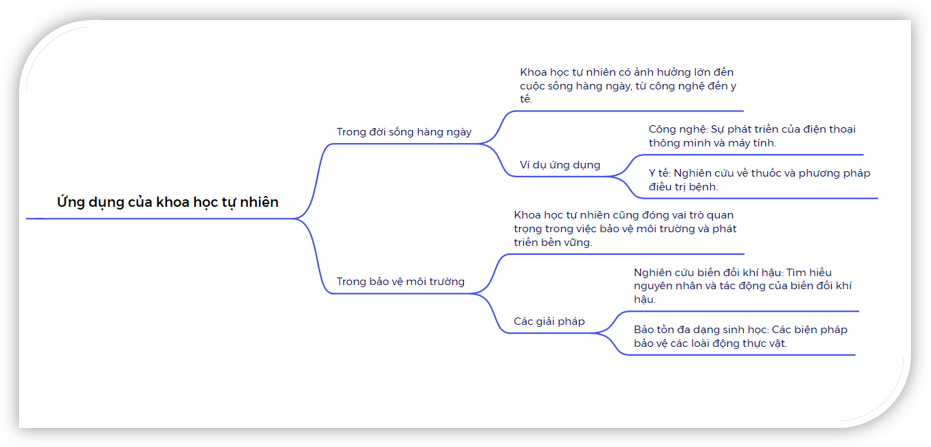 Ứng dụng của khoa học tự nhiên
Trong đời sống hàng ngày
Khoa học tự nhiên có ảnh hưởng lớn đến
cuộc sống hàng ngày, từ công nghệ đến y
tế.
Ví dụ ứng dụng
Công nghệ: Sự phát triển của điện thoại
thông minh và máy tính.
Y tế: Nghiên cứu về thuốc và phương pháp
điều trị bệnh.
Trong bảo vệ môi trường
Khoa học tự nhiên cũng đóng vai trò quan
trọng trong việc bảo vệ môi trường và phát
triển bền vững.
Các giải pháp
Nghiên cứu biến đổi khí hậu: Tìm hiểu
nguyên nhân và tác động của biến đổi khí
hậu.
Bảo tồn đa dạng sinh học: Các biện pháp
bảo vệ các loài động thực vật.